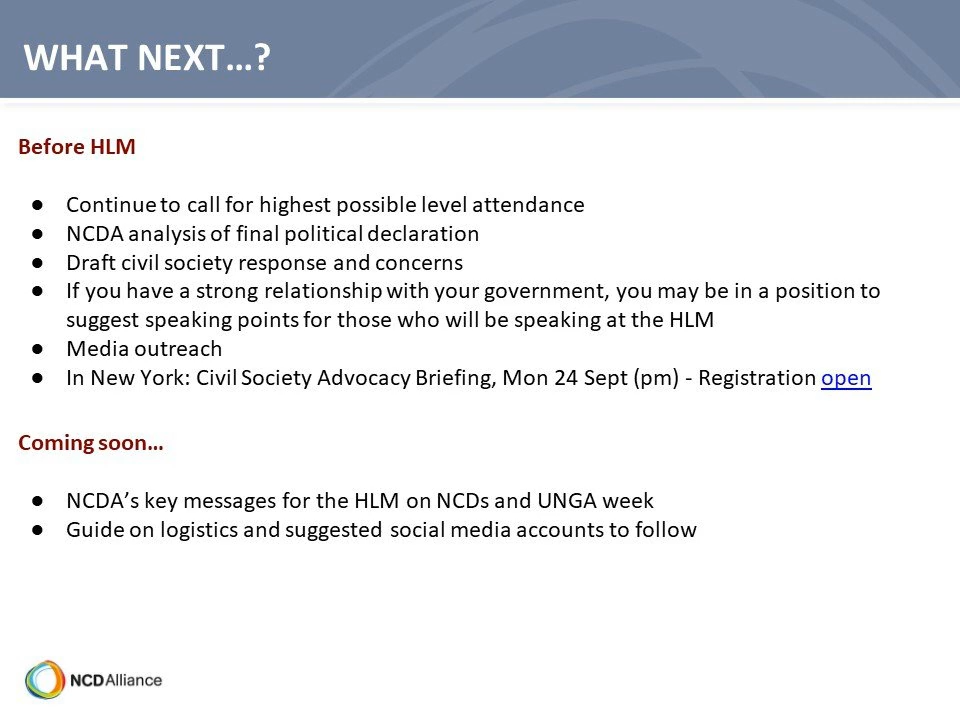 WHAT NEXT...?
Before HLM
● Continue to call for highest possible level attendance
● NCDA analysis of final political declaration
● Draft civil society response and concerns
● If you have a strong relationship with your government, you may be in a position to
suggest speaking points for those who will be speaking at the HLM
● Media outreach
● In New York: Civil Society Advocacy Briefing, Mon 24 Sept (pm) - Registration open
Coming soon...
● NCDA’s key messages for the HLM on NCDs and UNGA week
● Guide on logistics and suggested social media accounts to follow
NCDAlliance